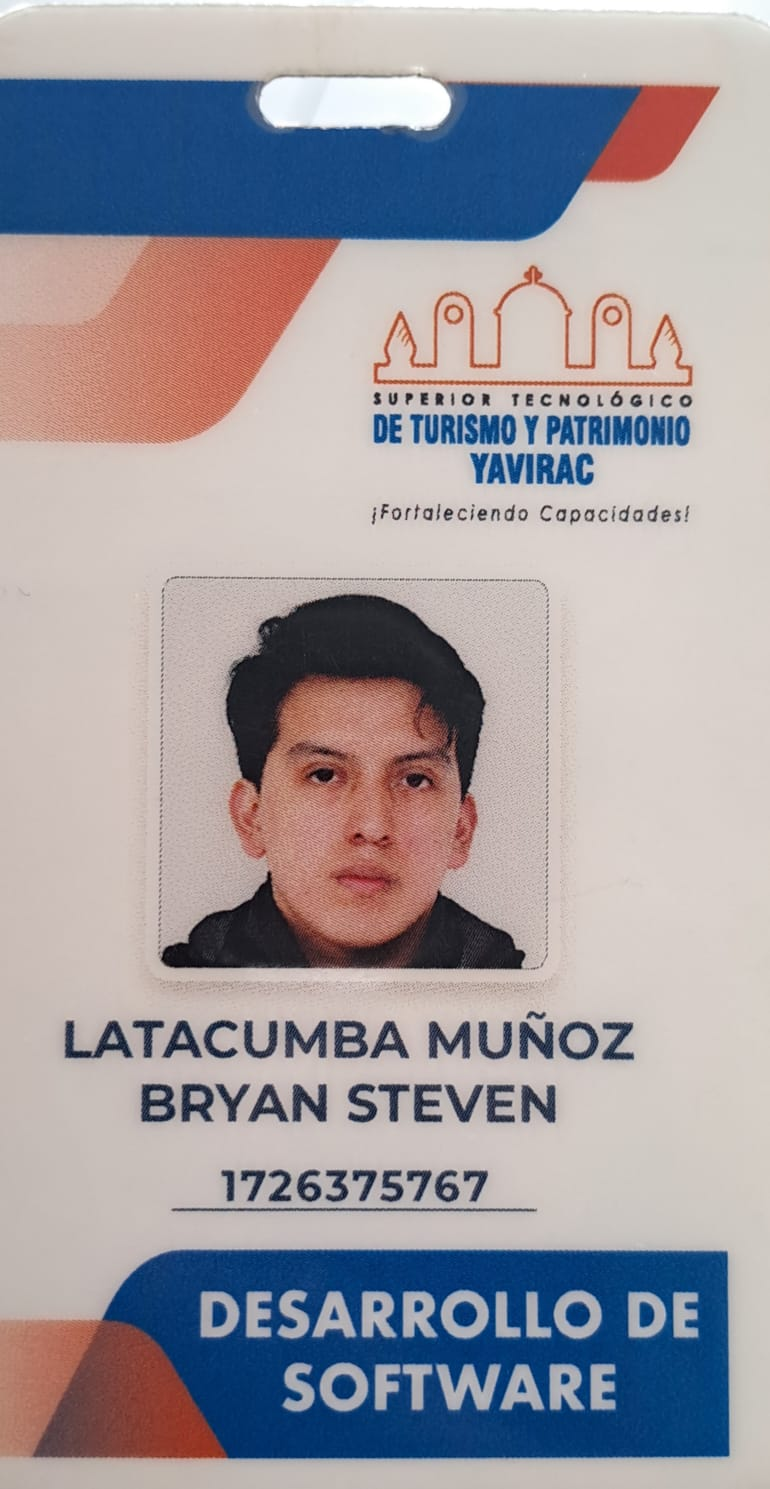 SUPERIOR TECNOLÓGICO
DE TURISMO Y PATRIMONIO
YAVIRAC
¡Fortaleciendo Capacidades!
LATACUMBA MUÑOZ
BRYAN STEVEN
1726375767
DESARROLLO DE
SOFTWARE